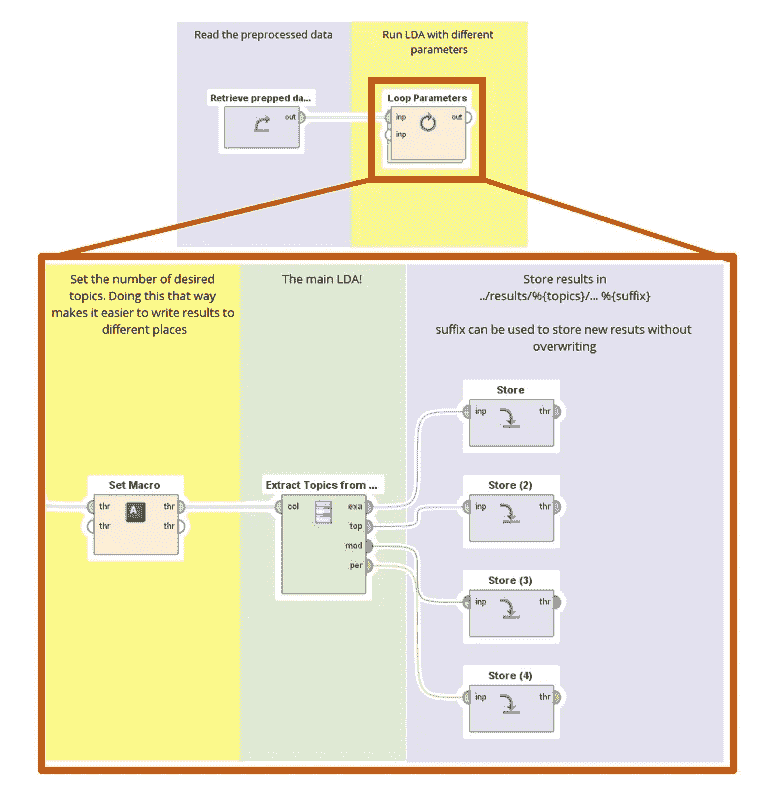 Read the preprocessed data
Run LDA with different
parameters
Retrieve prepped da...
out
Loop Parameters
inp
out
inp
Set the number of desired
topics. Doing this that way
makes it easier to write results to
different places
The main LDA!
Store results in
../results/%{topics}/... %{suffix}
suffix can be used to store new resuts without
overwriting
Store
inp
thr
Set Macro
thr
thr
thr
thr
Extract Topics from ...
col
exa
top
mod
per
Store (2)
inp
thr
Store (3)
inp
thr
Store (4)
inp
thr